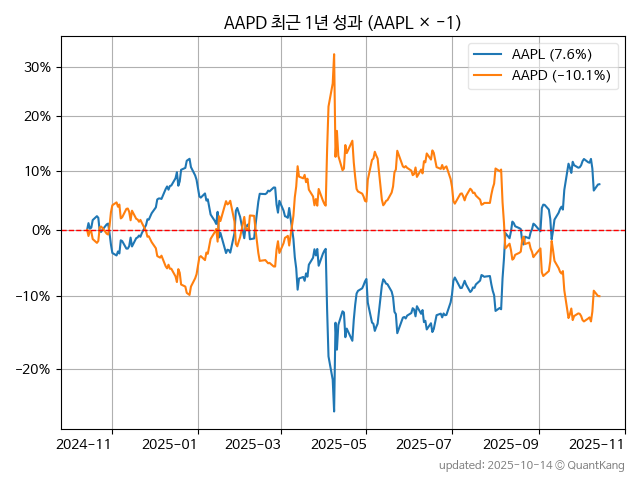 AAPD 최근 1년 성과 (AAPL × −1)
AAPL (7.6%)
AAPD (−10.1%)
30%
20%
10%
0%
−10%
−20%
2024-11 2025-01 2025-03 2025-05 2025-07 2025-09 2025-11
updated: 2025-10-14 © QuantKang